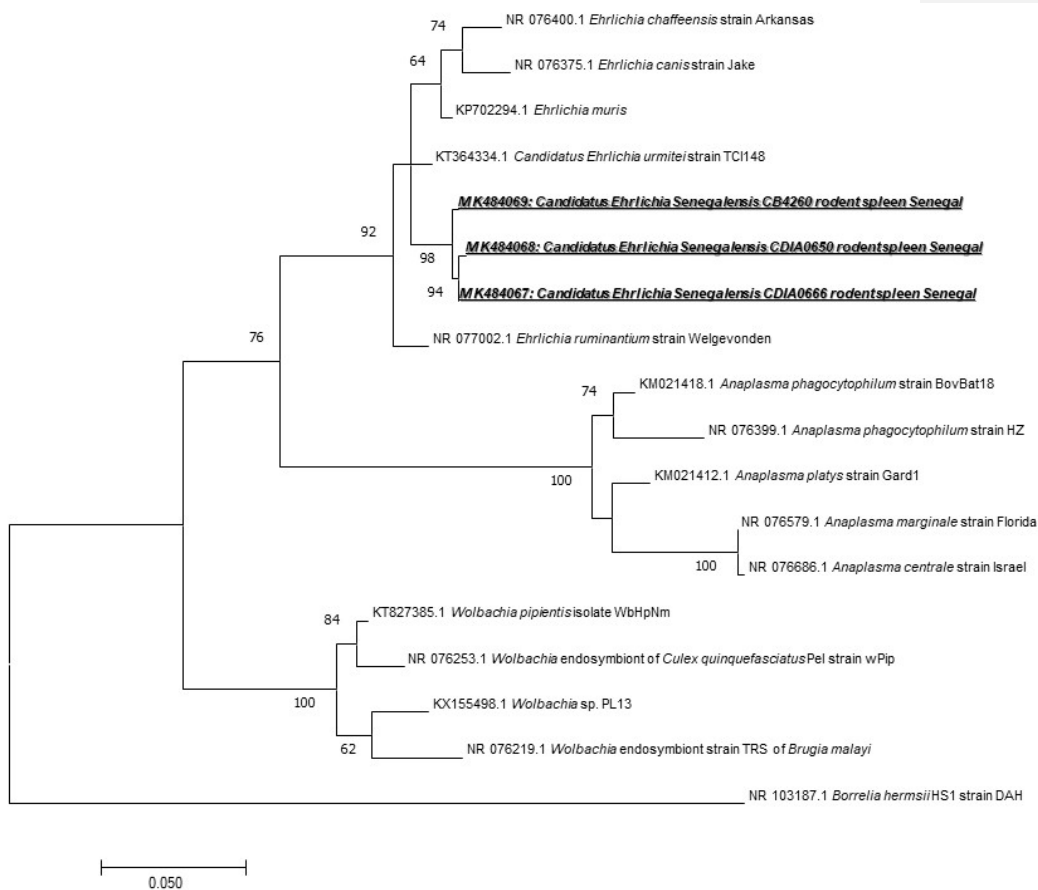 NR 076400.1 Ehrlichia chaffeensis strain Arkansas
74
64
NR 076375.1 Ehrlichia canis strain Jake
KP702294.1 Ehrlichia muris
KT364334.1 Candidatus Ehrlichia urmitei strain TCI148
MK484069: Candidatus Ehrlichia Senegalensis CB4260 rodent spleen Senegal
92
MK484068: Candidatus Ehrlichia Senegalensis CDIA0650 rodent spleen Senegal
98
94
MK484067: Candidatus Ehrlichia Senegalensis CDIA0666 rodent spleen Senegal
76
NR 077002.1 Ehrlichia ruminantium strain Welgevonden
KM021418.1 Anaplasma phagocytophilum strain BovBat18
74
NR 076399.1 Anaplasma phagocytophilum strain HZ
KM021412.1 Anaplasma platys strain Gard1
100
NR 076579.1 Anaplasma marginale strain Florida
100
NR 076686.1 Anaplasma centrale strain Israel
KT827385.1 Wolbachia pipientis isolate WbHpNm
84
NR 076253.1 Wolbachia endosymbiont of Culex quinquefasciatus Pel strain wPip
100
KX155498.1 Wolbachia sp. PL13
62
NR 076219.1 Wolbachia endosymbiont strain TRS of Brugia malayi
NR 103187.1 Borrelia hermsii HS1 strain DAH
0.050